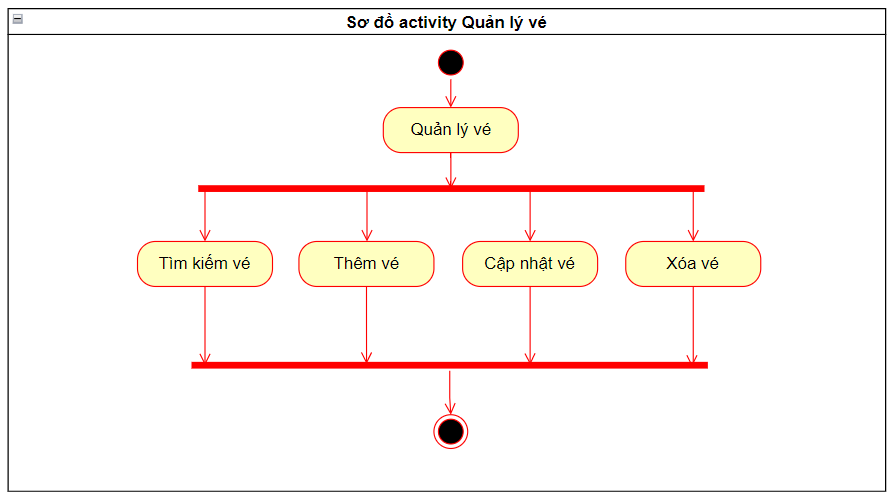 Sơ đồ activity Quản lý vé
Quản lý vé
Tìm kiếm vé
Thêm vé
Cập nhật vé
Xóa vé